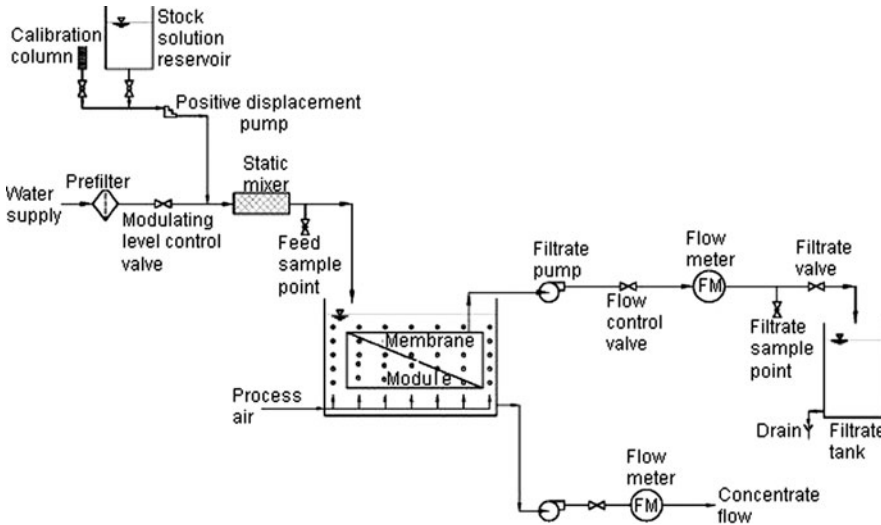 Calibration
column
Stock
solution
reservoir
Positive displacement
pump
Water
supply
Prefilter
Modulating
level control
valve
Static
mixer
Feed
sample
point
Membrane
Module
Process
air
Filtrate
pump
Flow
control
valve
Flow
meter
FM
Filtrate
valve
Filtrate
sample
point
Drain
Filtrate
tank
Flow
meter
FM
Concentrate
flow